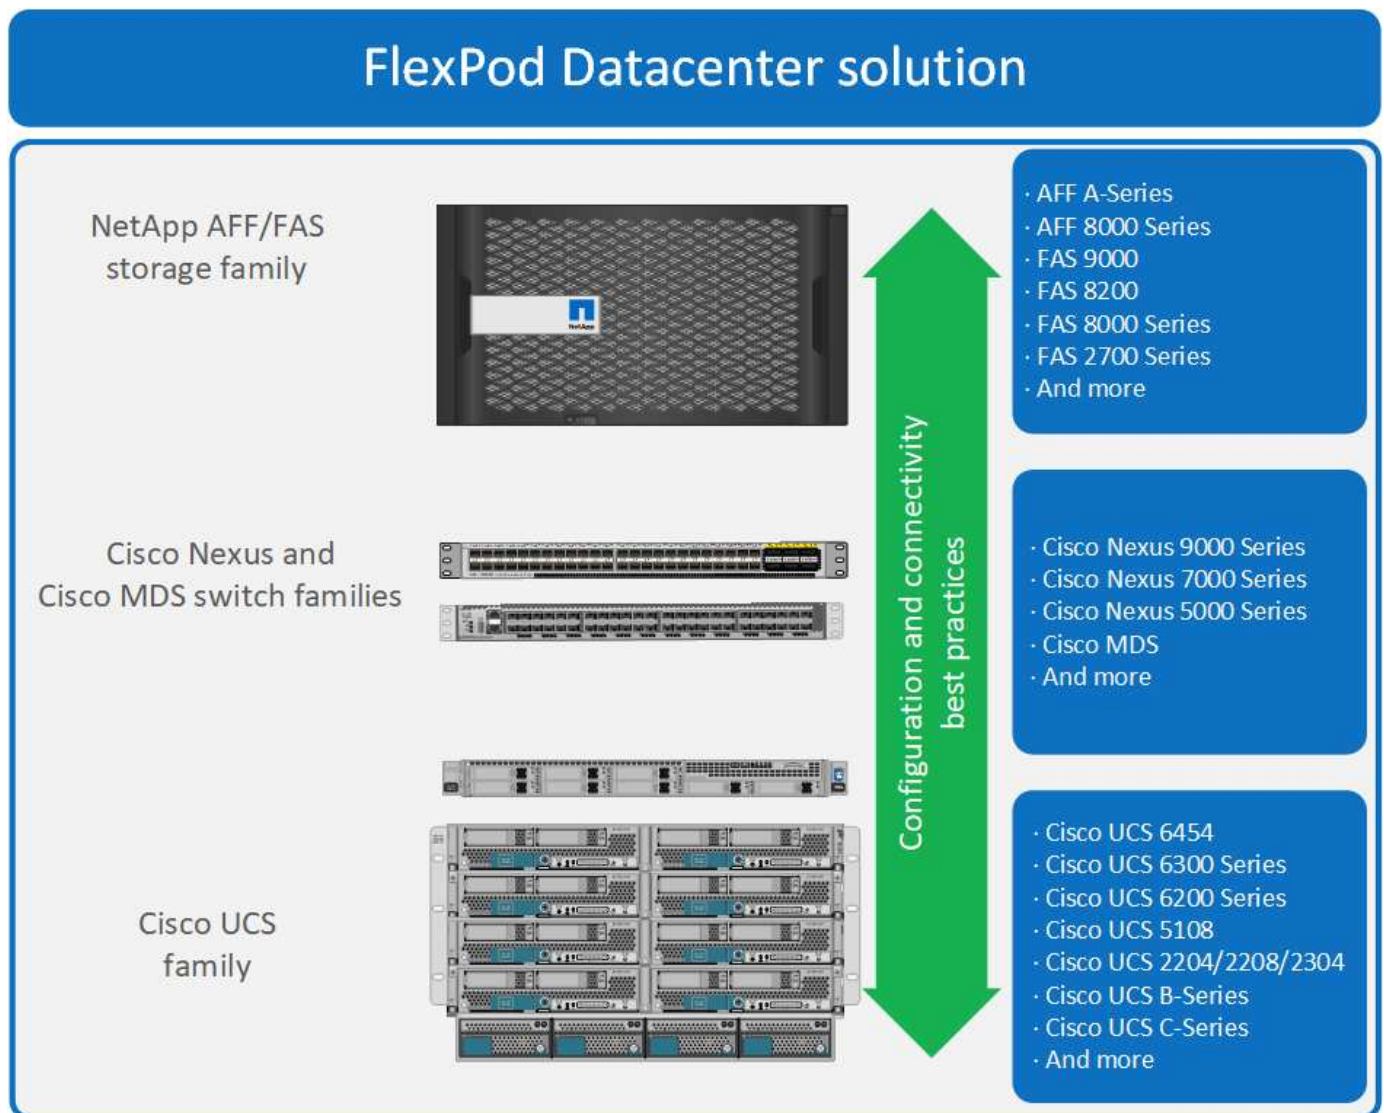 FlexPod Datacenter solution
NetApp AFF/FAS
storage family
NetApp
· AFF A-Series
· AFF 8000 Series
· FAS 9000
· FAS 8200
· FAS 8000 Series
· FAS 2700 Series
· And more
Configuration and connectivity
best practices
Cisco Nexus and
Cisco MDS switch families
· Cisco Nexus 9000 Series
· Cisco Nexus 7000 Series
· Cisco Nexus 5000 Series
· Cisco MDS
· And more
Cisco UCS
family
· Cisco UCS 6454
· Cisco UCS 6300 Series
· Cisco UCS 6200 Series
· Cisco UCS 5108
· Cisco UCS 2204/2208/2304
· Cisco UCS B-Series
· Cisco UCS C-Series
· And more